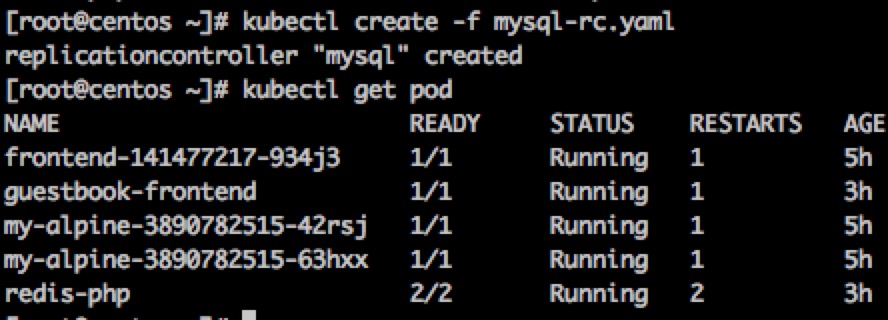 [root@centos ~]# kubectl create -f mysql-rc.yaml
replicationcontroller "mysql" created
[root@centos ~]# kubectl get pod
NAME READY STATUS RESTARTS AGE
frontend-141477217-934j3 1/1 Running 1 5h
guestbook-frontend 1/1 Running 1 3h
my-alpine-3890782515-42rsj 1/1 Running 1 5h
my-alpine-3890782515-63hxx 1/1 Running 1 5h
redis-php 2/2 Running 2 3h